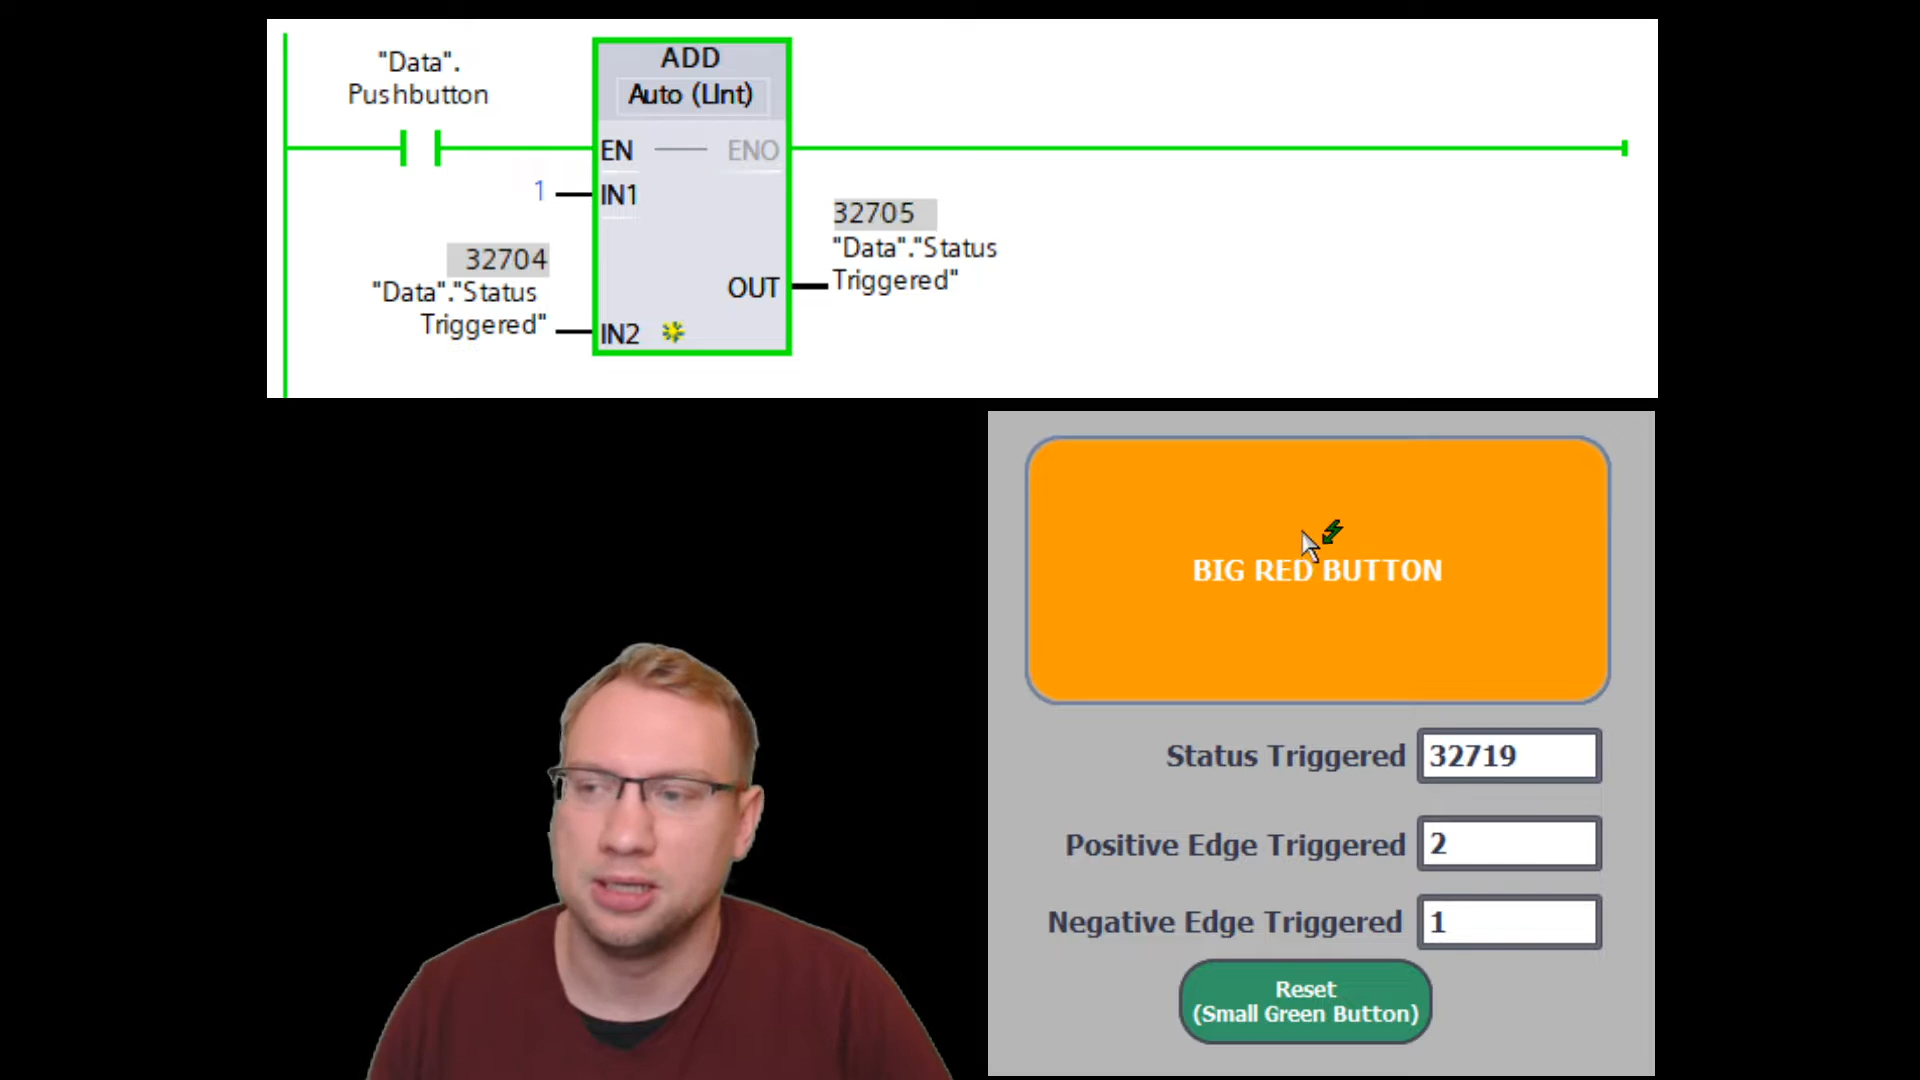 "Data".
Pushbutton
ADD
Auto (LInt)
EN
ENO
1
IN1
32704
"Data"."Status
Triggered"
IN2
OUT
32705
"Data"."Status
Triggered"
BIG RED BUTTON
Status Triggered 32719
Positive Edge Triggered 2
Negative Edge Triggered 1
Reset
(Small Green Button)